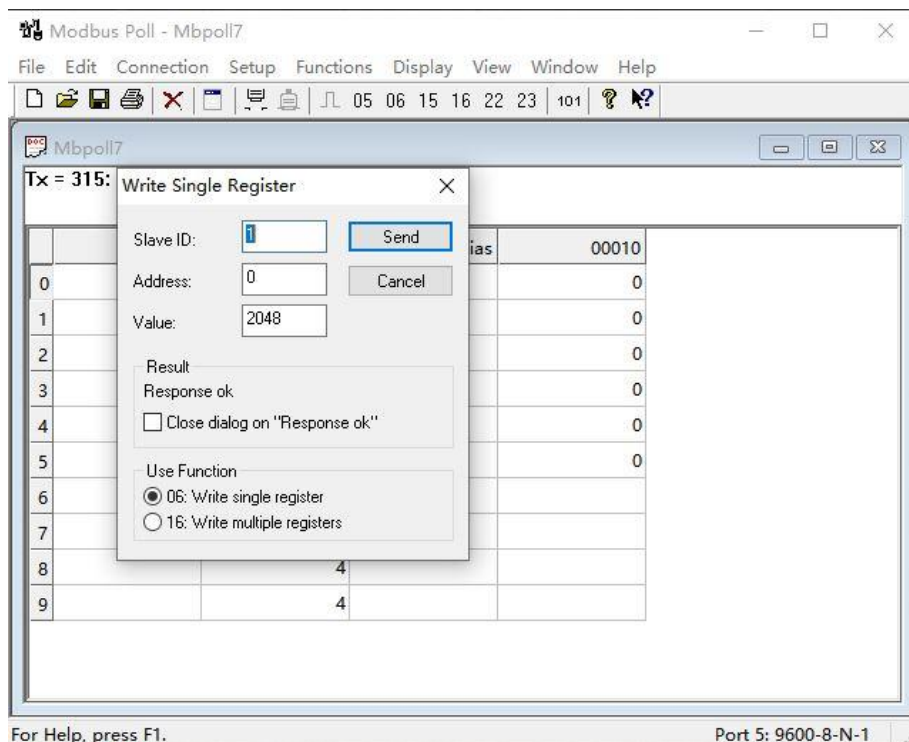 Modbus Poll - Mbpoll7
File Edit Connection Setup Functions Display View Window Help
05 06 15 16 22 23 101
Mbpoll7
Tx = 315:
Write Single Register
Slave ID: 1 Send
Address: 0 Cancel
Value: 2048
Result
Response ok
Close dialog on "Response ok"
Use Function
06: Write single register
16: Write multiple registers
ias 00010
0 0
1 0
2 0
3 0
4 0
5 0
6
7
8 4
9 4
For Help, press F1. Port 5: 9600-8-N-1